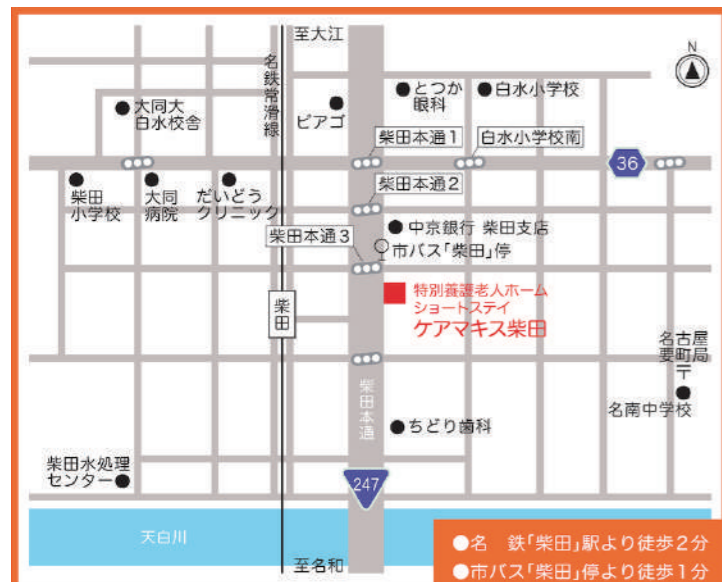 至大江
N
名鉄常滑線
とつか
眼科
白水小学校
大同大
白水校舎
ピアゴ
柴田本通1
白水小学校南
36
柴田
小学校
大同
病院
だいどう
クリニック
柴田本通2
中京銀行 柴田支店
柴田本通3
市バス「柴田」停
特別養護老人ホーム
ショートステイ
ケアマキス柴田
柴田
名古屋
要町局
〒
名南中学校
柴田本通
ちどり歯科
柴田水処理
センター
247
天白川
至名和
●名 鉄「柴田」駅より徒歩2分
●市バス「柴田」停より徒歩1分